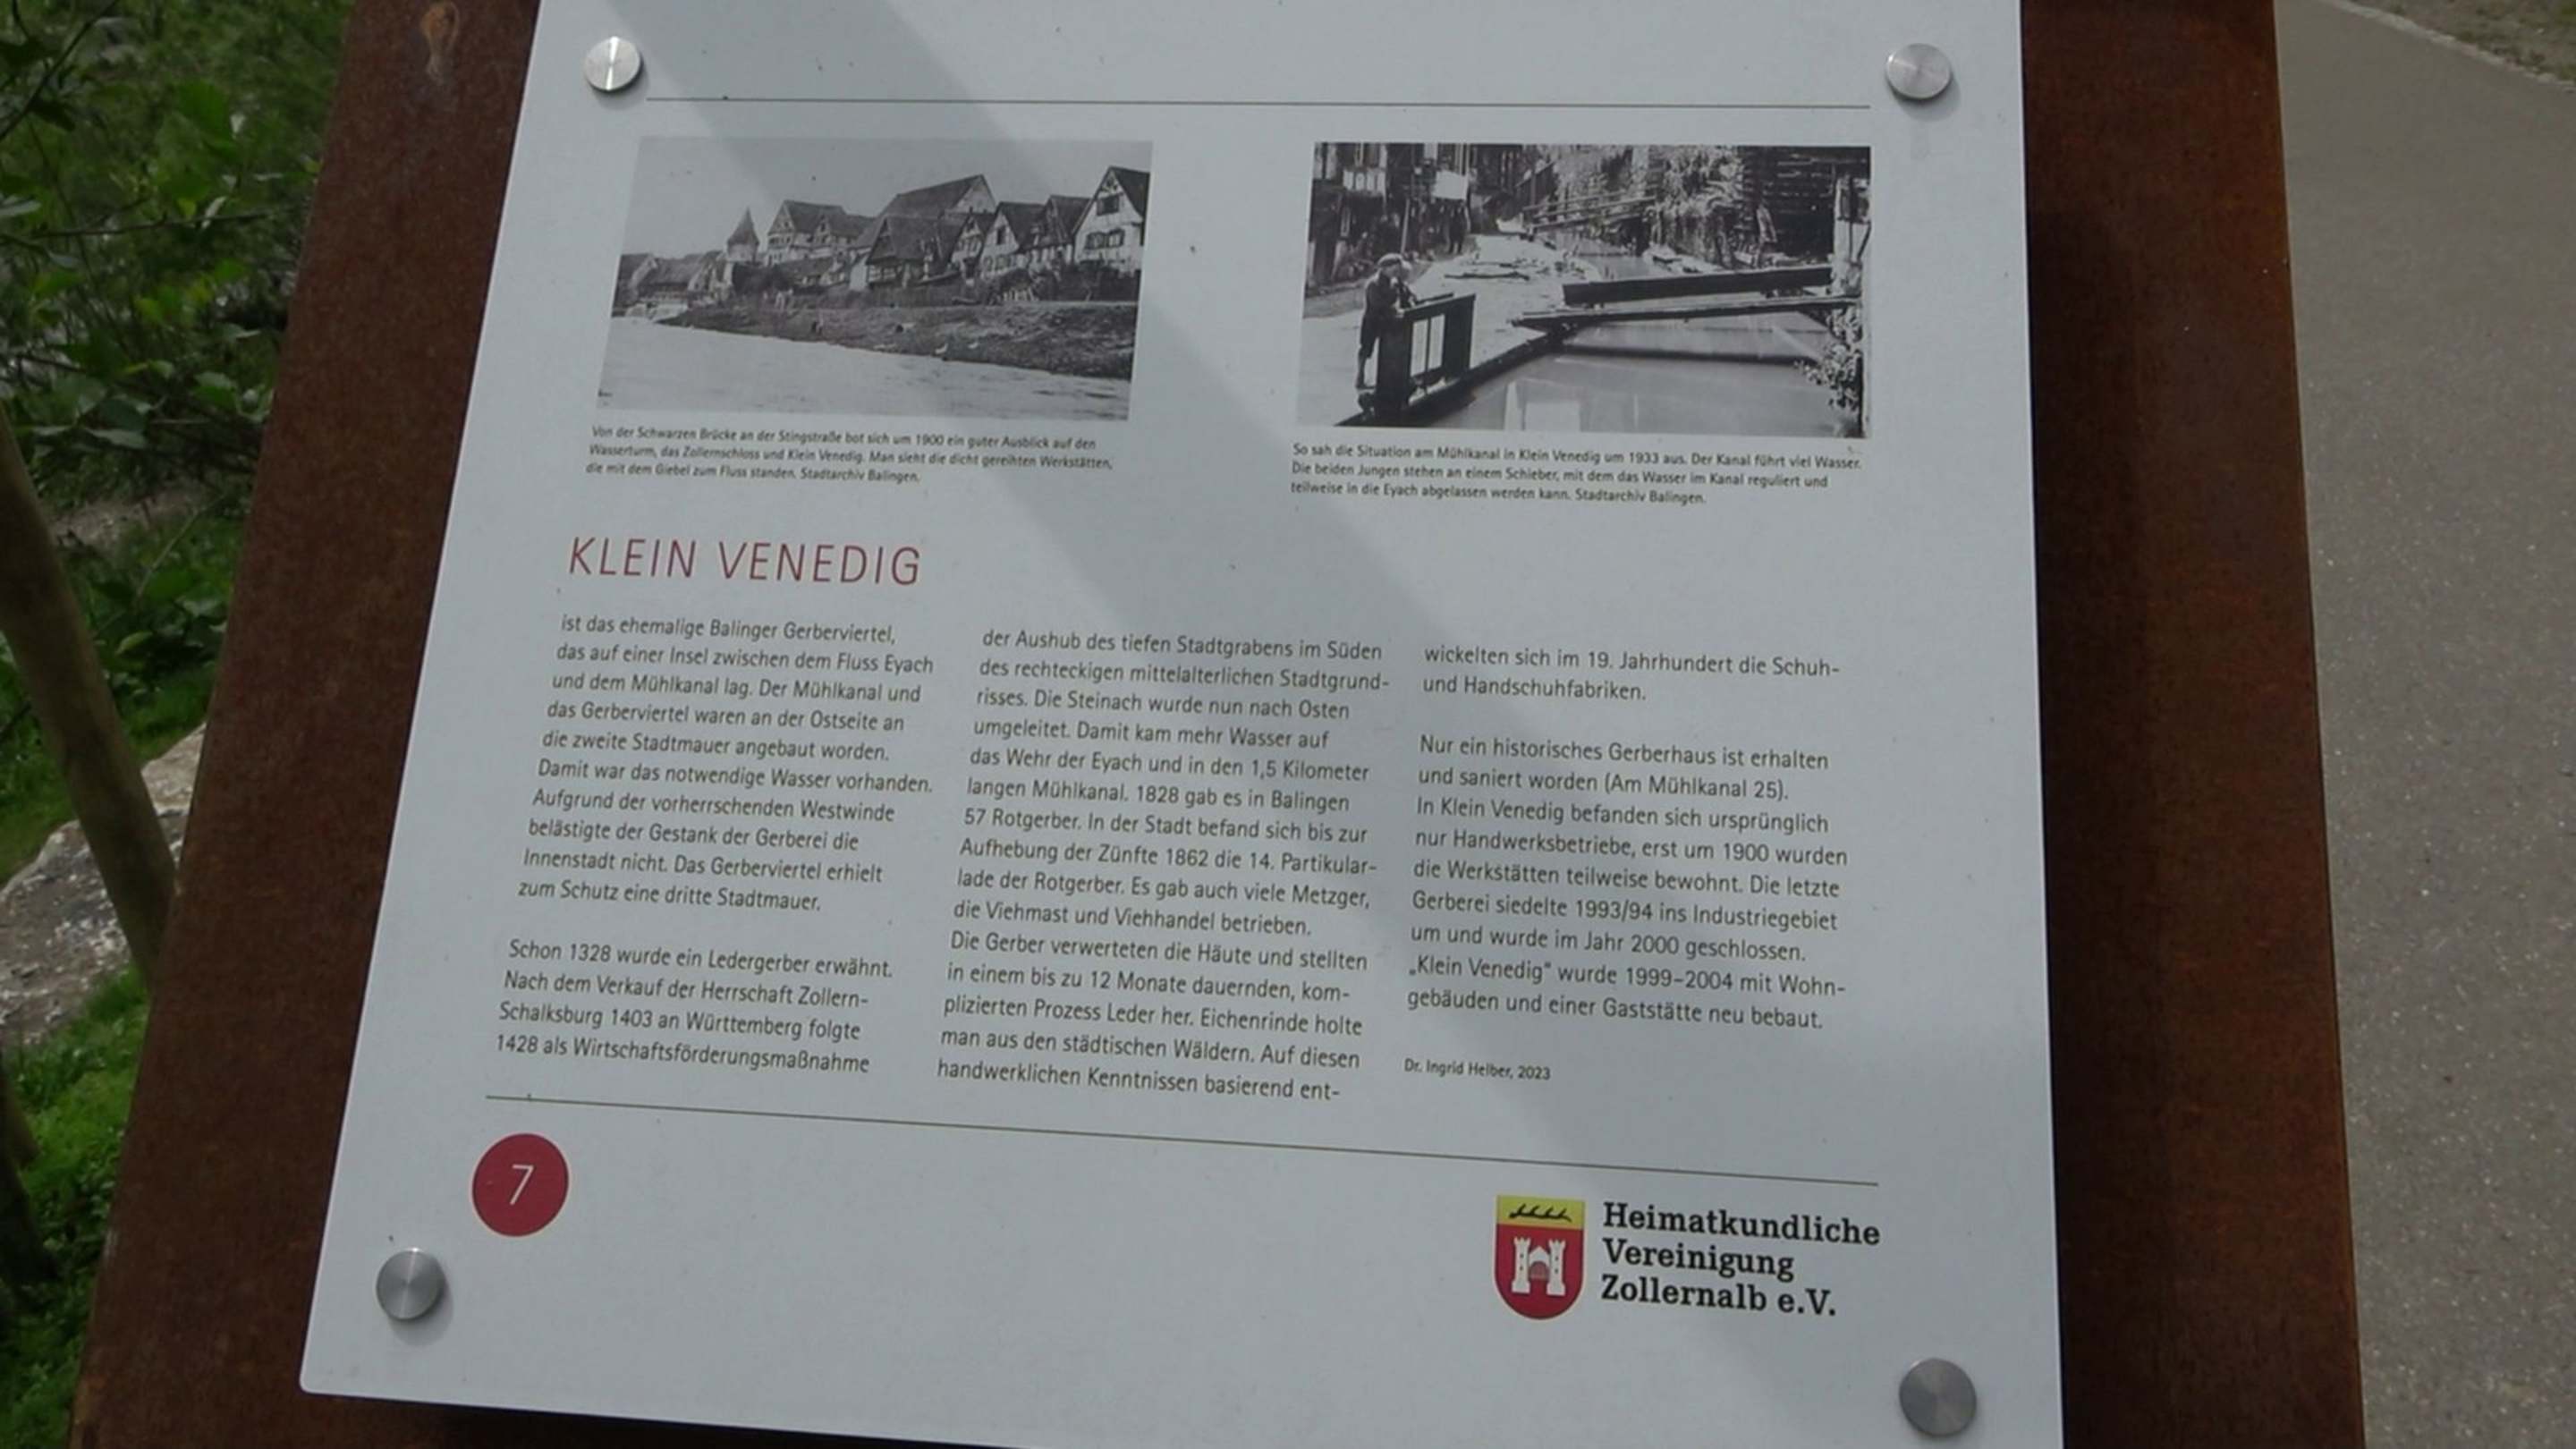 Von der Schwarzen Brücke an der Stingstraße bot sich um 1900 ein guter Ausblick auf den
Wasserturm, das Zollernschloss und Klein Venedig. Man sieht die dicht gereihten Werkstätten,
die mit dem Giebel zum Fluss standen. Stadtarchiv Balingen.
So sah die Situation am Mühlkanal in Klein Venedig um 1933 aus. Der Kanal führt viel Wasser.
Die beiden Jungen stehen an einem Schieber, mit dem das Wasser im Kanal reguliert und
teilweise in die Eyach abgelassen werden kann. Stadtarchiv Balingen.
KLEIN VENEDIG
ist das ehemalige Balinger Gerberviertel,
das auf einer Insel zwischen dem Fluss Eyach
und dem Mühlkanal lag. Der Mühlkanal und
das Gerberviertel waren an der Ostseite an
die zweite Stadtmauer angebaut worden.
Damit war das notwendige Wasser vorhanden.
Aufgrund der vorherrschenden Westwinde
belästigte der Gestank der Gerberei die
Innenstadt nicht. Das Gerberviertel erhielt
zum Schutz eine dritte Stadtmauer.
Schon 1328 wurde ein Ledergerber erwähnt.
Nach dem Verkauf der Herrschaft Zollern-
Schalksburg 1403 an Württemberg folgte
1428 als Wirtschaftsförderungsmaßnahme
der Aushub des tiefen Stadtgrabens im Süden
des rechteckigen mittelalterlichen Stadtgrund-
risses. Die Steinach wurde nun nach Osten
umgeleitet. Damit kam mehr Wasser auf
das Wehr der Eyach und in den 1,5 Kilometer
langen Mühlkanal. 1828 gab es in Balingen
57 Rotgerber. In der Stadt befand sich bis zur
Aufhebung der Zünfte 1862 die 14. Partikular-
lade der Rotgerber. Es gab auch viele Metzger,
die Viehmast und Viehhandel betrieben.
Die Gerber verwerteten die Häute und stellten
in einem bis zu 12 Monate dauernden, kom-
plizierten Prozess Leder her. Eichenrinde holte
man aus den städtischen Wäldern. Auf diesen
handwerklichen Kenntnissen basierend ent-
wickelten sich im 19. Jahrhundert die Schuh-
und Handschuhfabriken.
Nur ein historisches Gerberhaus ist erhalten
und saniert worden (Am Mühlkanal 25).
In Klein Venedig befanden sich ursprünglich
nur Handwerksbetriebe, erst um 1900 wurden
die Werkstätten teilweise bewohnt. Die letzte
Gerberei siedelte 1993/94 ins Industriegebiet
um und wurde im Jahr 2000 geschlossen.
„Klein Venedig“ wurde 1999–2004 mit Wohn-
gebäuden und einer Gaststätte neu bebaut.
Dr. Ingrid Helber, 2023
7
Heimatkundliche
Vereinigung
Zollernalb e.V.